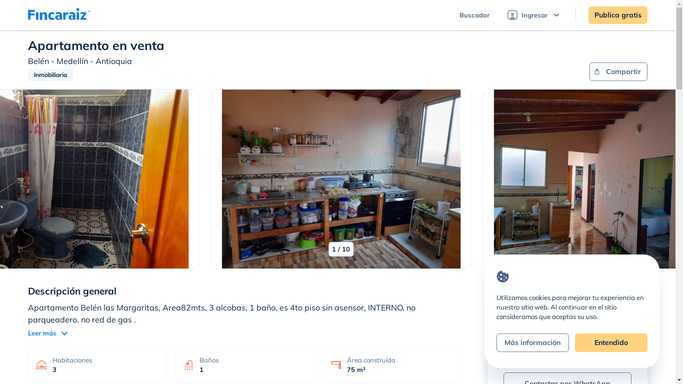 Fincaraiz
Buscador
Ingresar
Publica gratis
Apartamento en venta
Belén - Medellín - Antioquia
Inmobiliaria
Compartir
1 / 10
Descripción general
Apartamento Belén las Margaritas, Area82mts, 3 alcobas, 1 baño, es 4to piso sin asensor, INTERNO, no
parqueadero, no red de gas .
Leer más
Habitaciones
3
Baños
1
Área construída
75 m²
Utilizamos cookies para mejorar tu experiencia en
nuestro sitio web. Al continuar en el sitio
consideramos que aceptas su uso.
Más información
Entendido
Contactar por WhatsApp